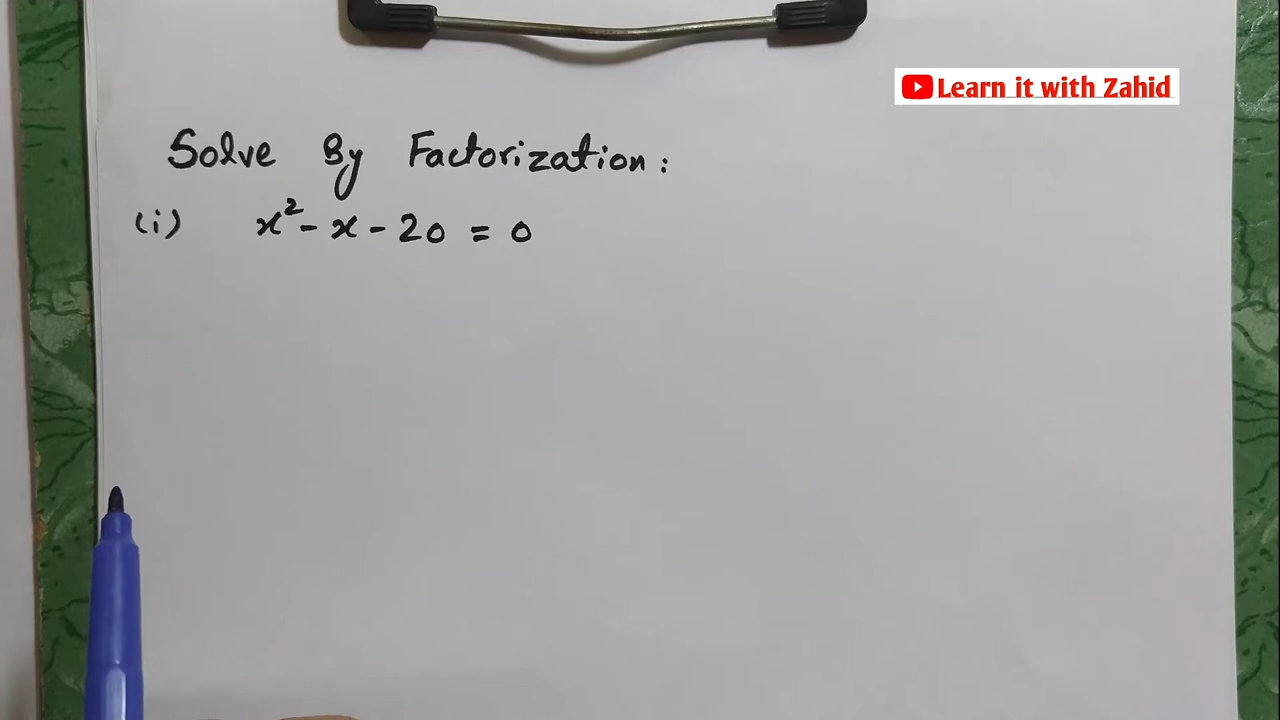 Learn it with Zahid
Solve By Factorization:
(i) x² - x - 20 = 0